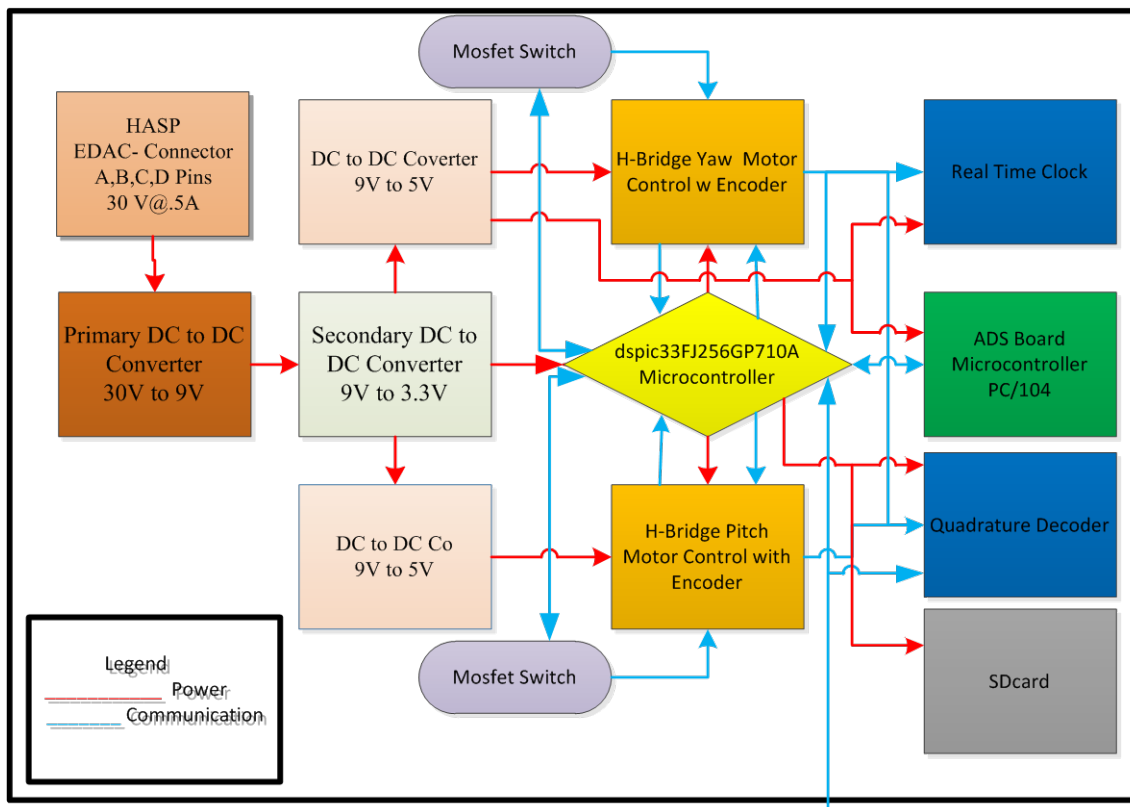 Mosfet Switch
HASP
EDAC- Connector
A,B,C,D Pins
30 V@.5A
DC to DC Coverter
9V to 5V
H-Bridge Yaw Motor
Control w Encoder
Real Time Clock
Primary DC to DC
Converter
30V to 9V
Secondary DC to
DC Converter
9V to 3.3V
dspic33FJ256GP710A
Microcontroller
ADS Board
Microcontroller
PC/104
DC to DC Co
9V to 5V
H-Bridge Pitch
Motor Control with
Encoder
Quadrature Decoder
Mosfet Switch
SDcard
Legend
Power
Communication